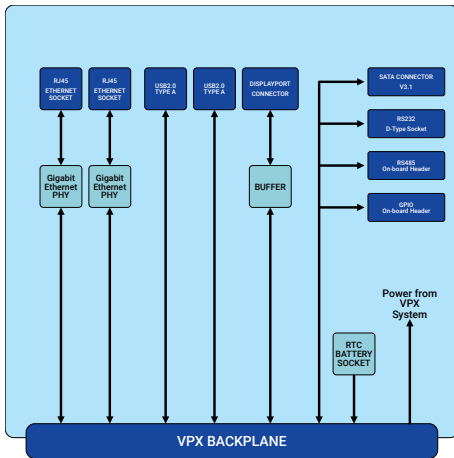 RJ45
ETHERNET
SOCKET
RJ45
ETHERNET
SOCKET
USB2.0
TYPE A
USB2.0
TYPE A
DISPLAYPORT
CONNECTOR
SATA CONNECTOR
V3.1
RS232
D-Type Socket
RS485
On-board Header
GPIO
On-board Header
Gigabit
Ethernet
PHY
Gigabit
Ethernet
PHY
BUFFER
Power from
VPX
System
RTC
BATTERY
SOCKET
VPX BACKPLANE